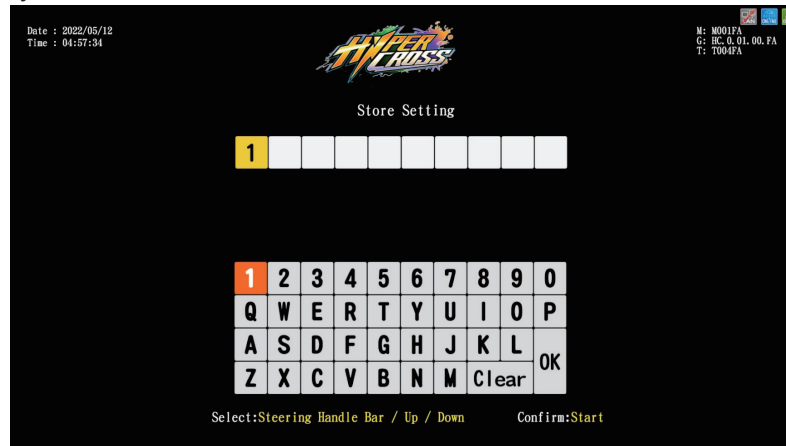 Date : 2022/05/12
Time : 04:57:34
HYPER
CROSS
LAN
ONLINE
M: M001FA
G: HC.0.01.00.FA
T: T004FA
Store Setting
1
1 2 3 4 5 6 7 8 9 0
Q W E R T Y U I O P
A S D F G H J K L
OK
Z X C V B N M Clear
Select:Steering Handle Bar / Up / Down Confirm:Start